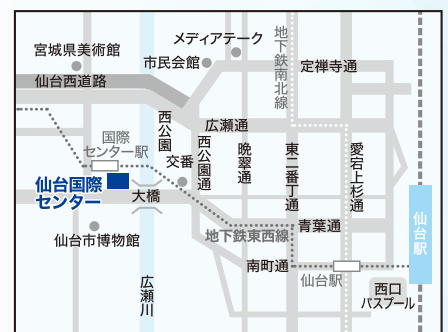 メディアテーク
宮城県美術館
市民会館
地下鉄南北線
定禅寺通
仙台西道路
西公園
広瀬通
国際
センター駅
交番
西公園通
晩翠通
東二番丁通
愛宕上杉通
仙台国際
センター
大橋
青葉通
仙台駅
仙台市博物館
地下鉄東西線
広瀬川
南町通
仙台駅
西口
バスプール